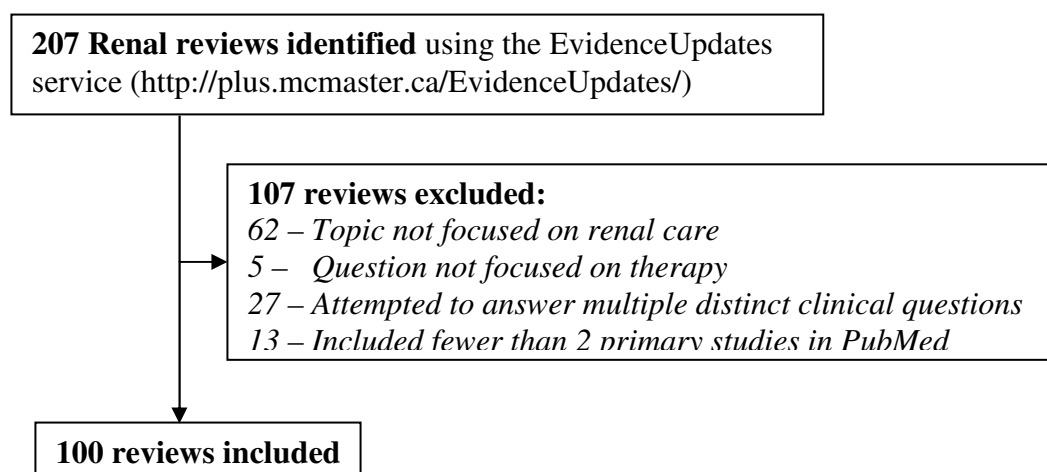 207 Renal reviews identified using the EvidenceUpdates
service (http://plus.mcmaster.ca/EvidenceUpdates/)
107 reviews excluded:
62 – Topic not focused on renal care
5 – Question not focused on therapy
27 – Attempted to answer multiple distinct clinical questions
13 – Included fewer than 2 primary studies in PubMed
100 reviews included